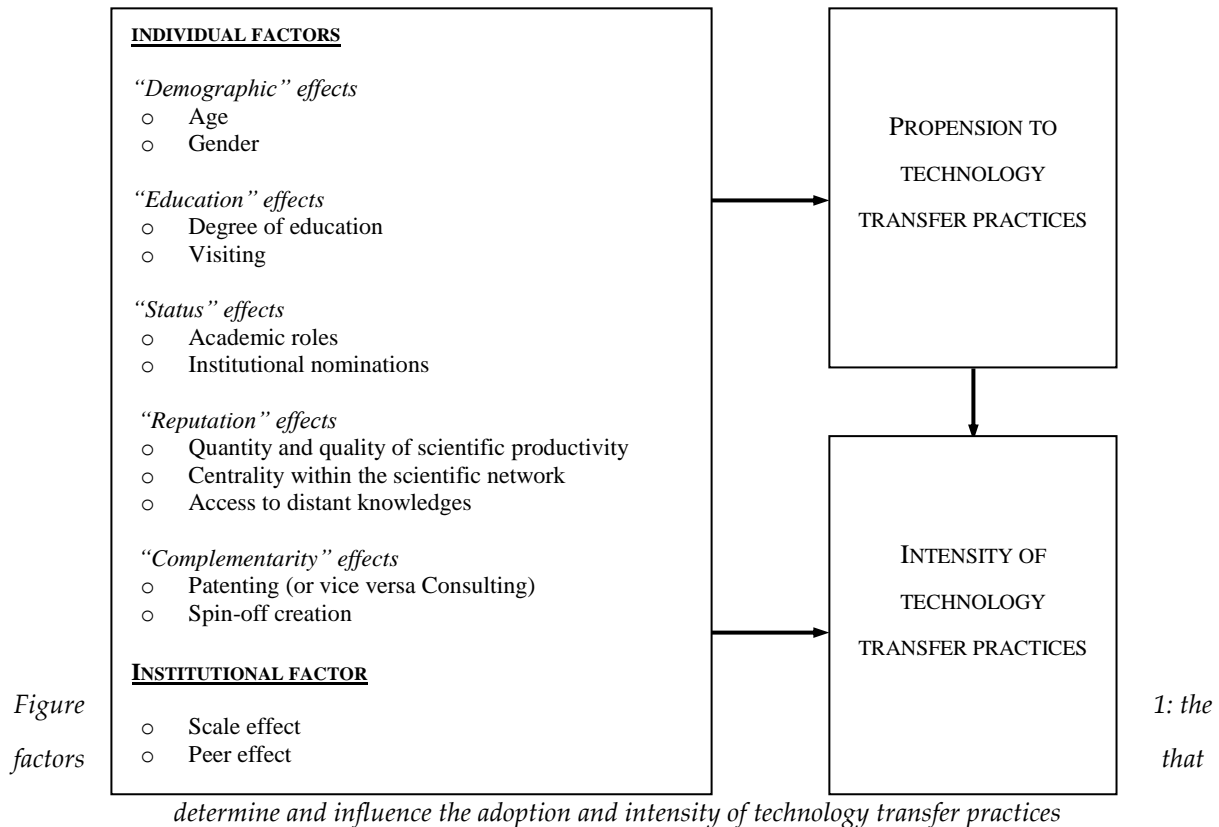 INDIVIDUAL FACTORS
“Demographic” effects
o Age
o Gender
“Education” effects
o Degree of education
o Visiting
“Status” effects
o Academic roles
o Institutional nominations
“Reputation” effects
o Quantity and quality of scientific productivity
o Centrality within the scientific network
o Access to distant knowledges
“Complementarity” effects
o Patenting (or vice versa Consulting)
o Spin-off creation
INSTITUTIONAL FACTOR
o Scale effect
o Peer effect
PROPENSION TO
TECHNOLOGY
TRANSFER PRACTICES
INTENSITY OF
TECHNOLOGY
TRANSFER PRACTICES
Figure 1: the
factors that
determine and influence the adoption and intensity of technology transfer practices